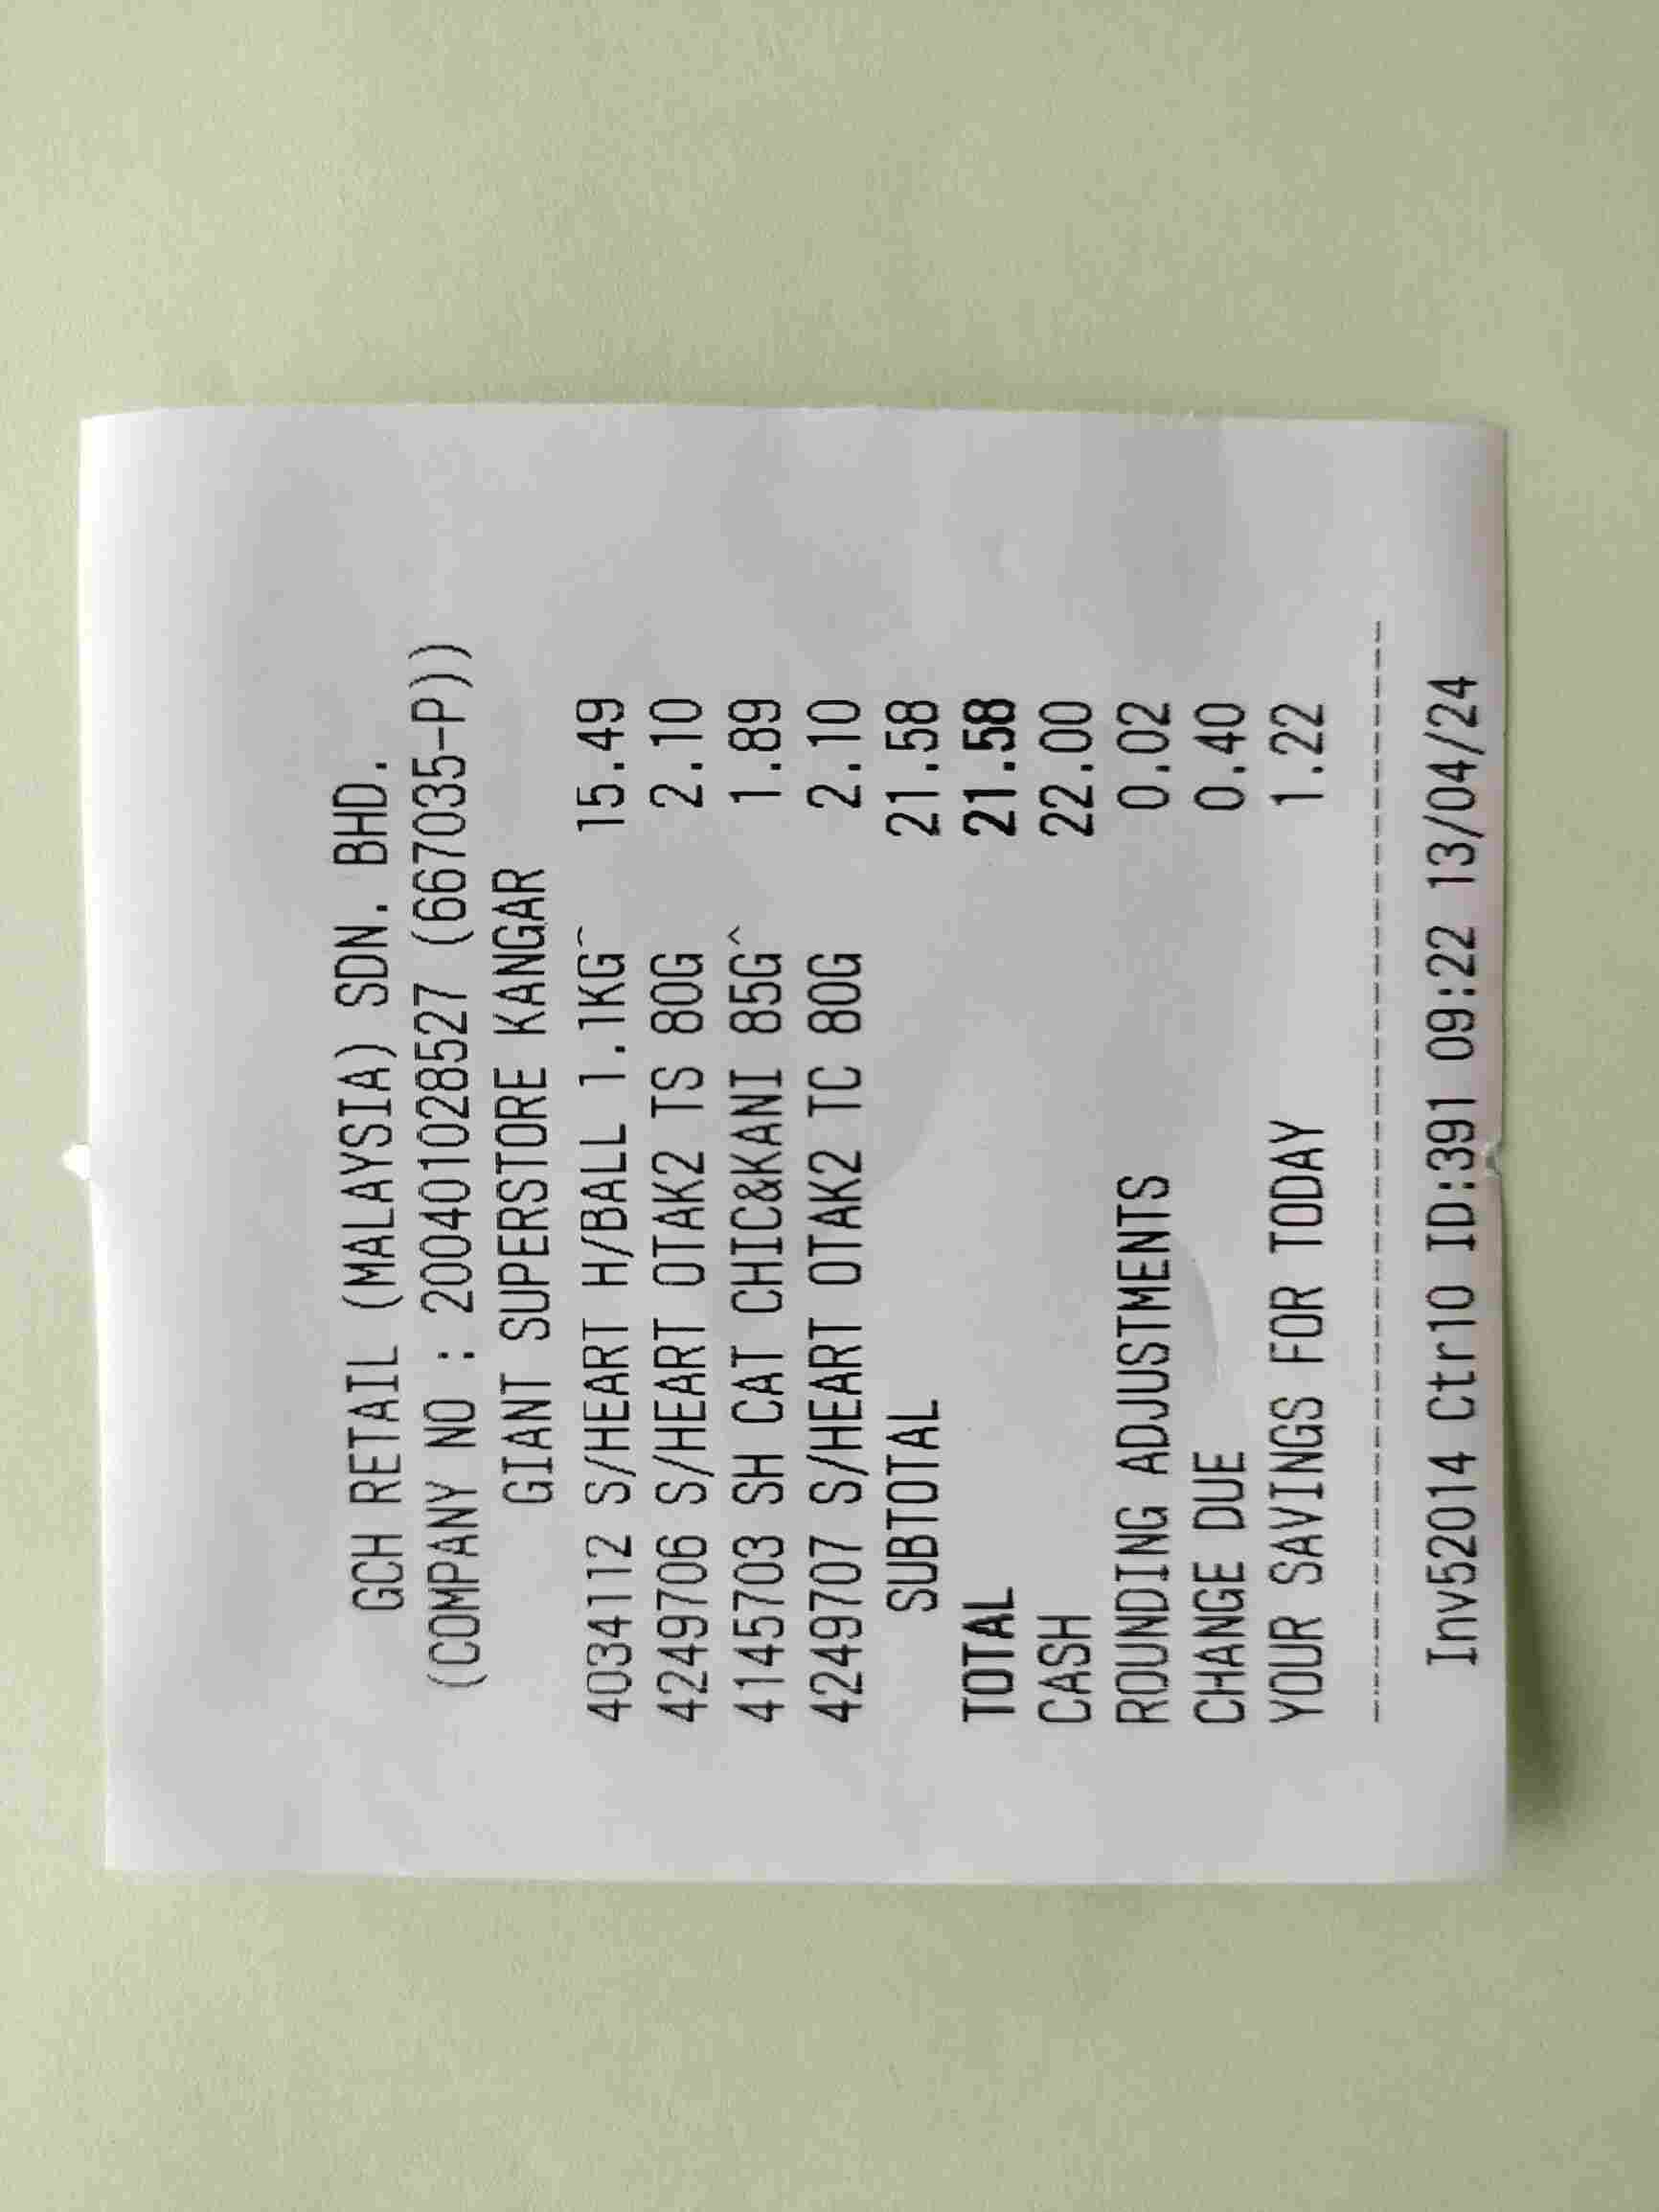 GCH RETAIL (MALAYSIA) SDN. BHD.
(COMPANY NO : 200401028527 (667035-P))
GIANT SUPERSTORE KANGAR
4034112 S/HEART H/BALL 1.1KG~ 15.49
4249706 S/HEART OTAK2 TS 80G 2.10
4145703 SH CAT CHIC&KANI 85G^ 1.89
4249707 S/HEART OTAK2 TC 80G 2.10
SUBTOTAL 21.58
TOTAL 21.58
CASH 22.00
ROUNDING ADJUSTMENTS 0.02
CHANGE DUE 0.40
YOUR SAVINGS FOR TODAY 1.22
Inv52014 Ctr10 ID:391 09:22 13/04/24